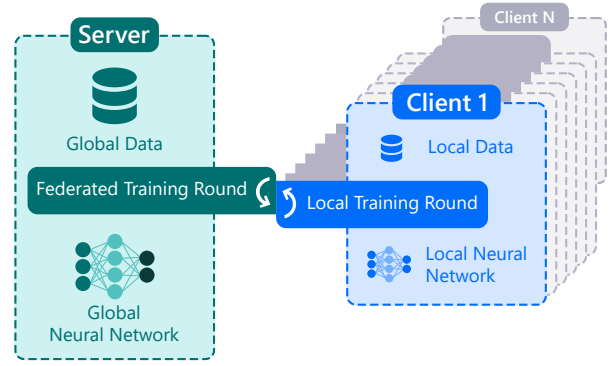 Server
Global Data
Federated Training Round
Global
Neural Network
Client N
Client 1
Local Data
Local Training Round
Local Neural
Network